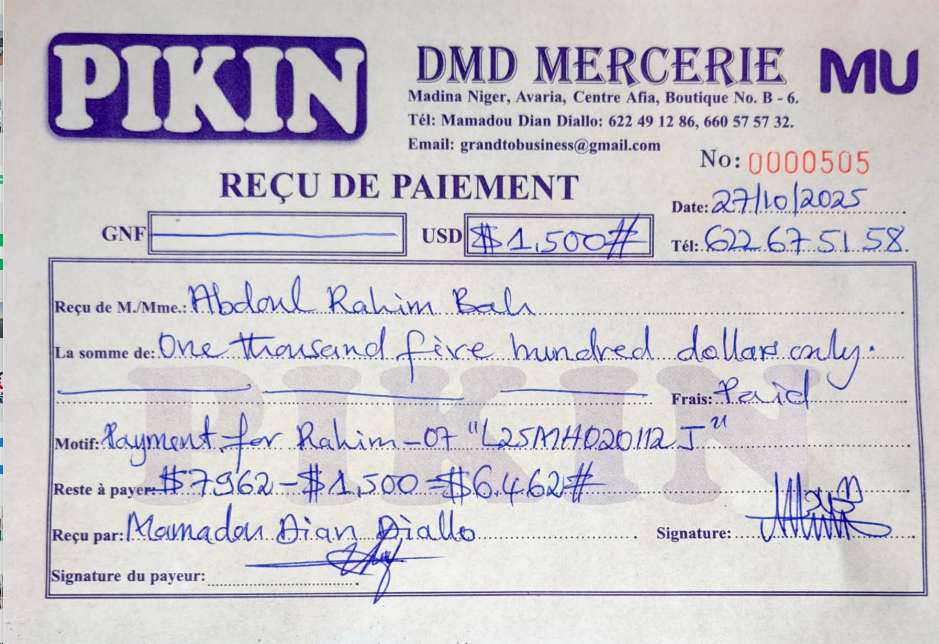 PIKIN
DMD MERCERIE
MU
Madina Niger, Avaria, Centre Afia, Boutique No. B - 6.
Tél: Mamadou Dian Diallo: 622 49 12 86, 660 57 57 32.
Email: grandtobusiness@gmail.com
No: 0000505
REÇU DE PAIEMENT
Date: 27/10/2025
GNF
USD $1,500#
Tél: 622.67.51.58.
Reçu de M./Mme.: Abdoul Rahim Bah
La somme de: One thousand five hundred dollars only.
Frais: Paid
PIKIN
Motif: Payment for Rahim-07 "L25MH020112 J"
Reste à payer: $7962-$1,500=$6.462#
Reçu par: Mamadou Dian Diallo
Signature:
Signature du payeur: